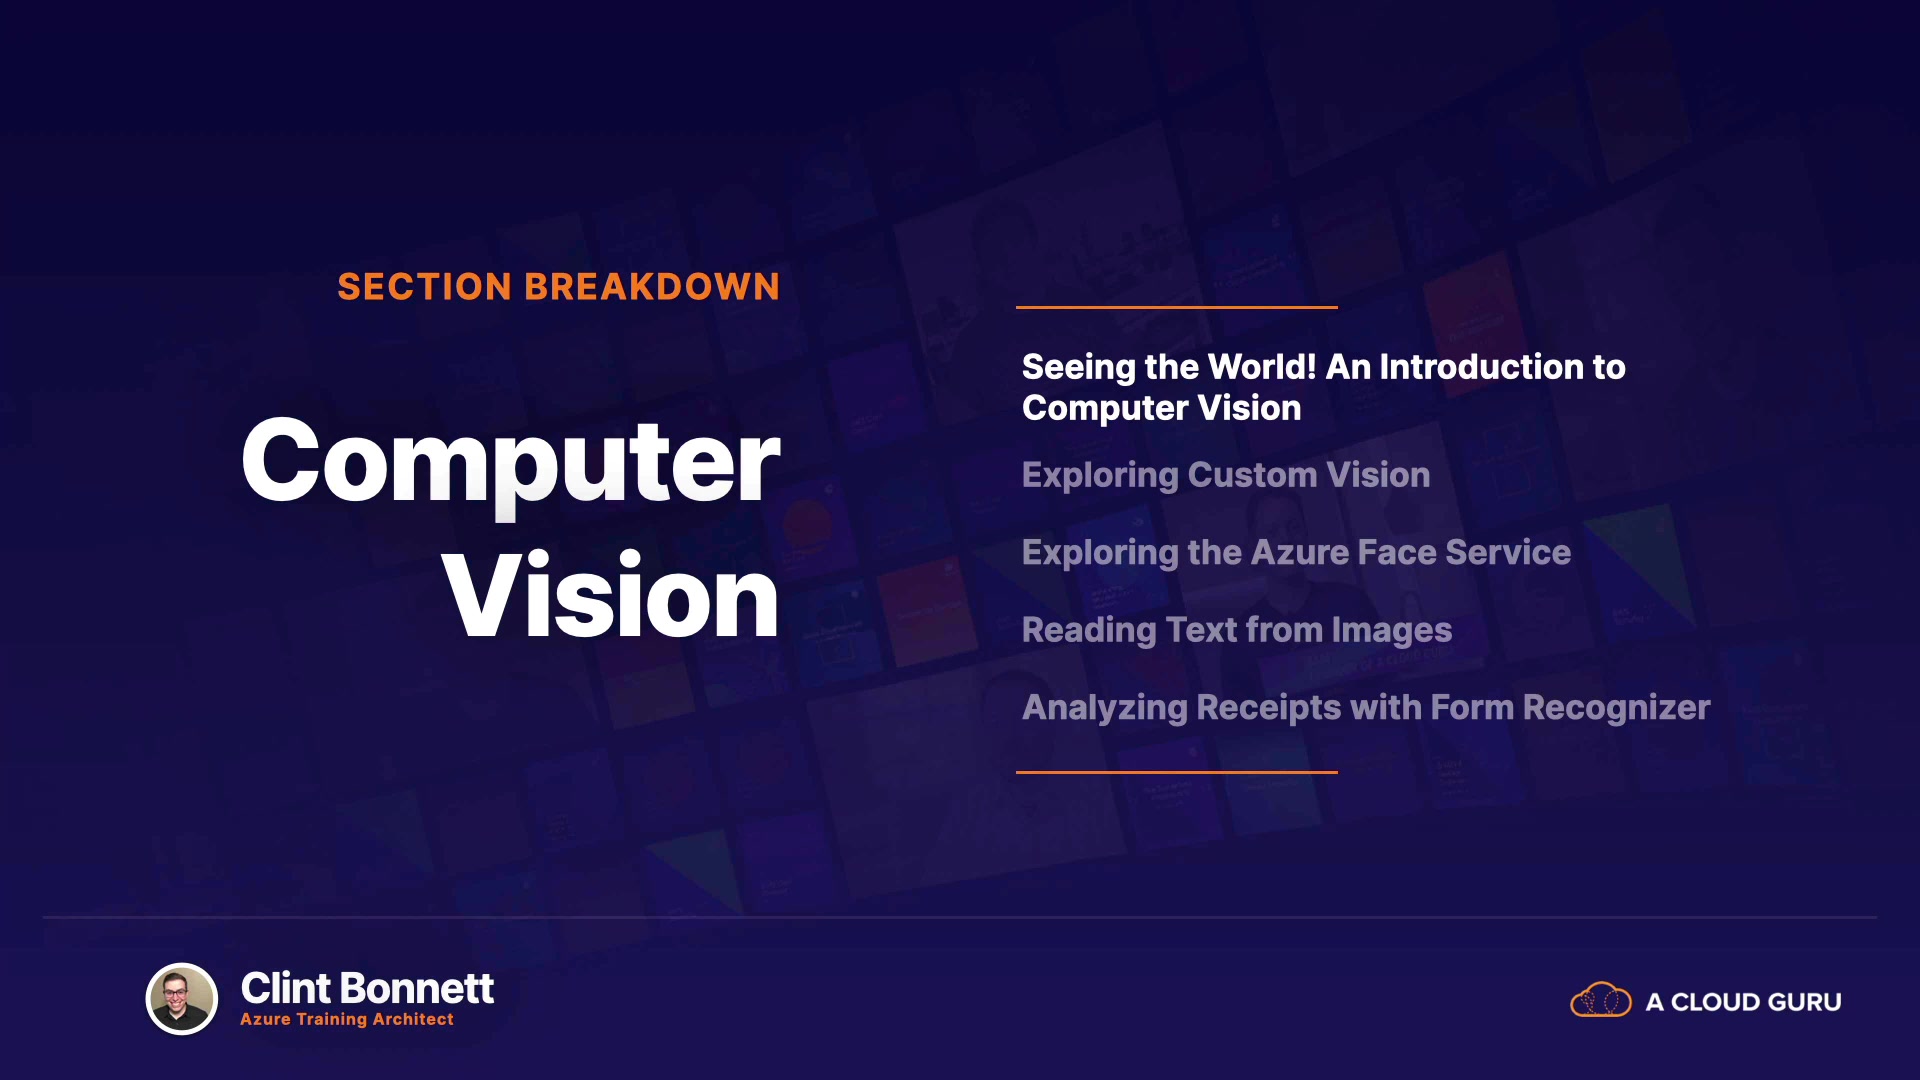 SECTION BREAKDOWN
Computer
Vision
Seeing the World! An Introduction to
Computer Vision
Exploring Custom Vision
Exploring the Azure Face Service
Reading Text from Images
Analyzing Receipts with Form Recognizer
Clint Bonnett
Azure Training Architect
A CLOUD GURU